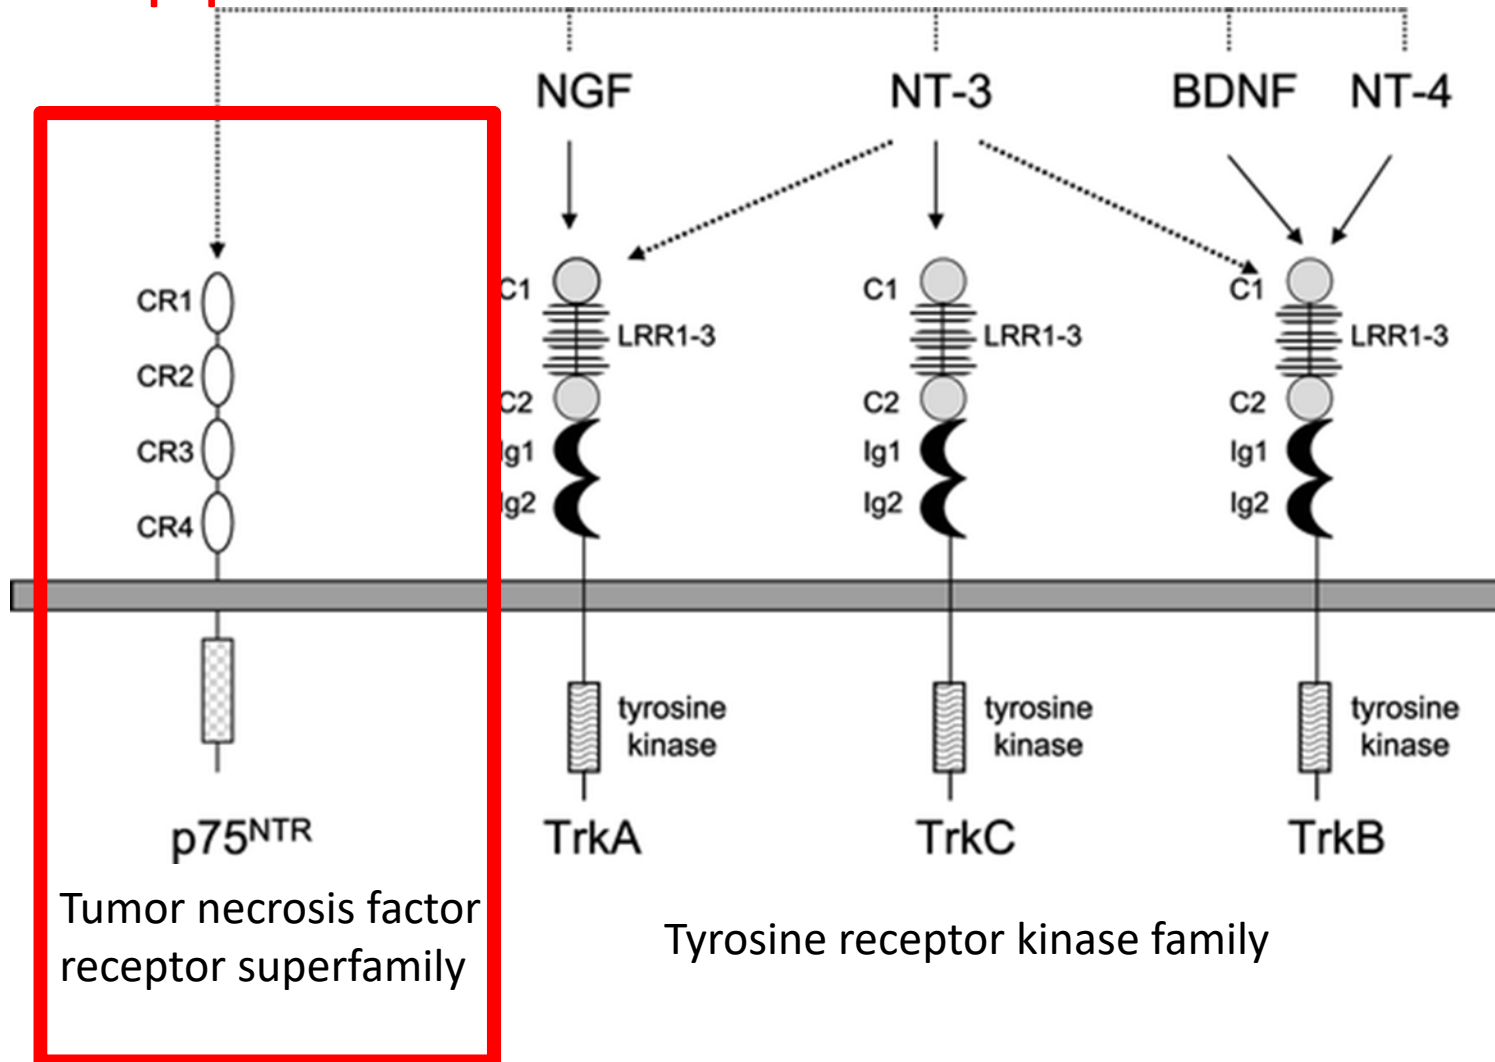 NGF NT-3 BDNF NT-4
CR1 C1 C1 C1
LRR1-3 LRR1-3 LRR1-3
CR2 C2 C2 C2
CR3 Ig1 Ig1 Ig1
CR4 Ig2 Ig2 Ig2
tyrosine tyrosine tyrosine
kinase kinase kinase
p75NTR TrkA TrkC TrkB
Tumor necrosis factor
receptor superfamily
Tyrosine receptor kinase family